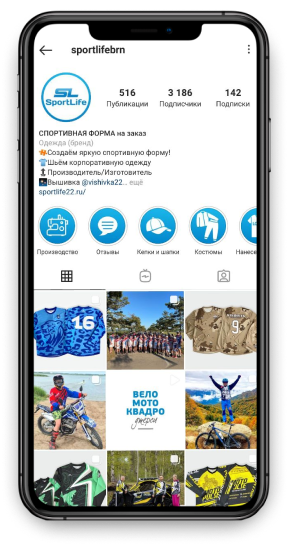 sportlifebrn
SL
SportLife
516
3 186
142
Публикации
Подписчики
Подписки
СПОРТИВНАЯ ФОРМА на заказ
Одежда (бренд)
Создаём яркую спортивную форму!
Шьём корпоративную одежду
Производитель/Изготовитель
Вышивка @vishivka22... ещё
sportlife22.ru/
Производство
Отзывы
Кепки и шапки
Костюмы
Нанесе
16
9
ВЕЛО
МОТО
КВАДРО